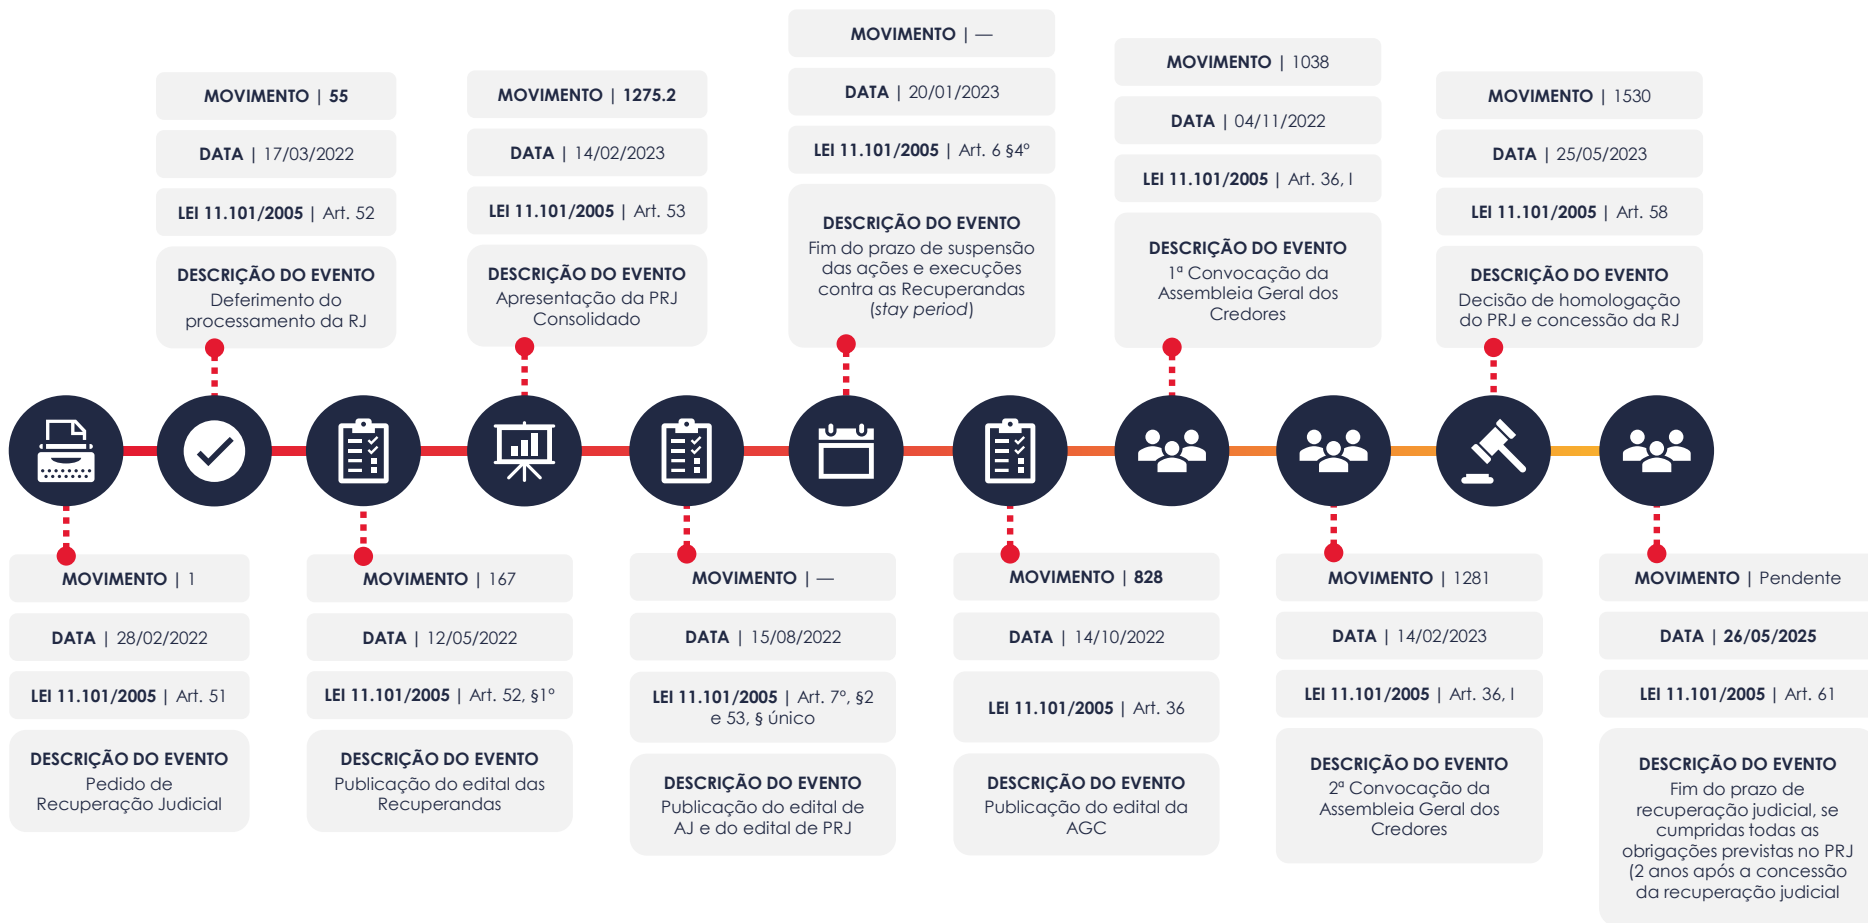 MOVIMENTO | 1
DATA | 28/02/2022
LEI 11.101/2005 | Art. 51
DESCRIÇÃO DO EVENTO
Pedido de
Recuperação Judicial
MOVIMENTO | 55
DATA | 17/03/2022
LEI 11.101/2005 | Art. 52
DESCRIÇÃO DO EVENTO
Deferimento do
processamento da RJ
MOVIMENTO | 167
DATA | 12/05/2022
LEI 11.101/2005 | Art. 52, §1º
DESCRIÇÃO DO EVENTO
Publicação do edital das
Recuperandas
MOVIMENTO | 1275.2
DATA | 14/02/2023
LEI 11.101/2005 | Art. 53
DESCRIÇÃO DO EVENTO
Apresentação da PRJ
Consolidado
MOVIMENTO | —
DATA | 15/08/2022
LEI 11.101/2005 | Art. 7º, §2
e 53, § único
DESCRIÇÃO DO EVENTO
Publicação do edital de
AJ e do edital de PRJ
MOVIMENTO | —
DATA | 20/01/2023
LEI 11.101/2005 | Art. 6 §4º
DESCRIÇÃO DO EVENTO
Fim do prazo de suspensão
das ações e execuções
contra as Recuperandas
(stay period)
MOVIMENTO | 828
DATA | 14/10/2022
LEI 11.101/2005 | Art. 36
DESCRIÇÃO DO EVENTO
Publicação do edital da
AGC
MOVIMENTO | 1038
DATA | 04/11/2022
LEI 11.101/2005 | Art. 36, I
DESCRIÇÃO DO EVENTO
1ª Convocação da
Assembleia Geral dos
Credores
MOVIMENTO | 1281
DATA | 14/02/2023
LEI 11.101/2005 | Art. 36, I
DESCRIÇÃO DO EVENTO
2ª Convocação da
Assembleia Geral dos
Credores
MOVIMENTO | 1530
DATA | 25/05/2023
LEI 11.101/2005 | Art. 58
DESCRIÇÃO DO EVENTO
Decisão de homologação
do PRJ e concessão da RJ
MOVIMENTO | Pendente
DATA | 26/05/2025
LEI 11.101/2005 | Art. 61
DESCRIÇÃO DO EVENTO
Fim do prazo de
recuperação judicial, se
cumpridas todas as
obrigações previstas no PRJ
(2 anos após a concessão
da recuperação judicial